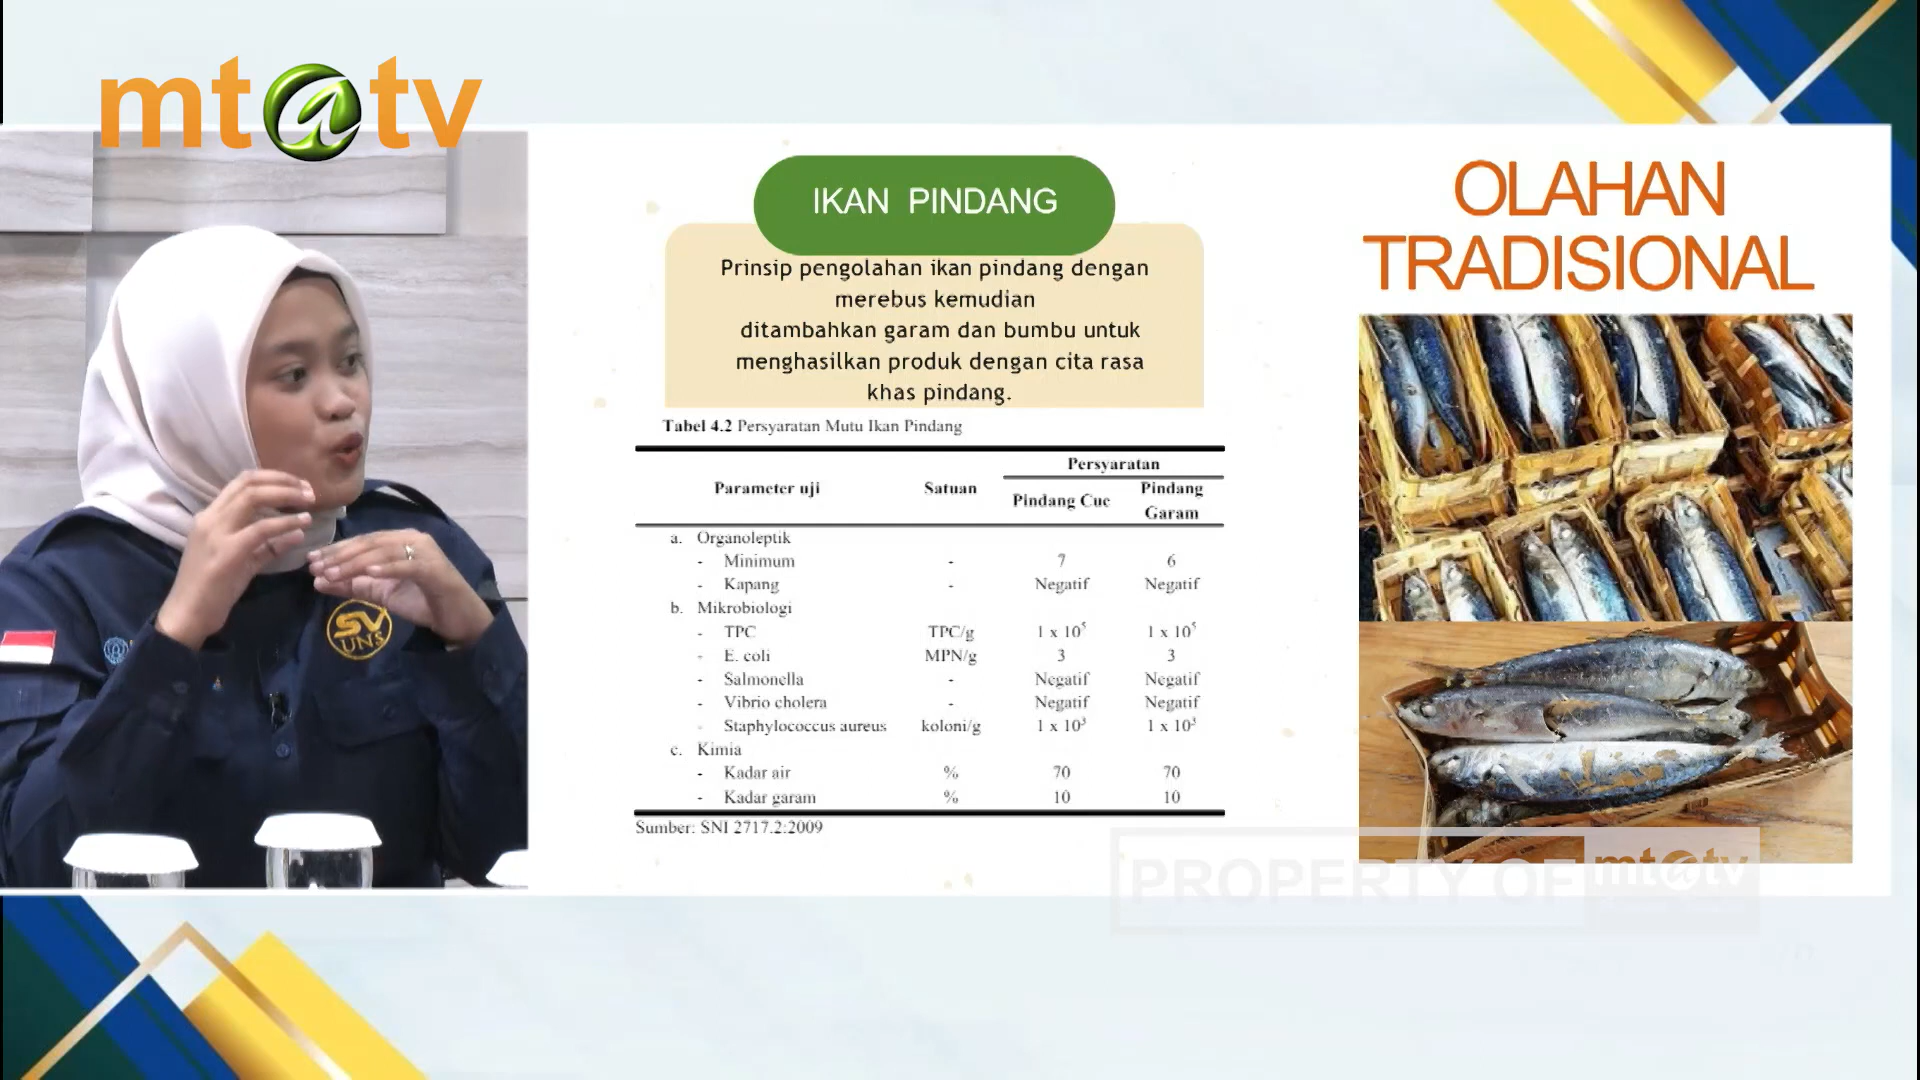 mt@tv
IKAN PINDANG
Prinsip pengolahan ikan pindang dengan
merebus kemudian
ditambahkan garam dan bumbu untuk
menghasilkan produk dengan cita rasa
khas pindang.
Tabel 4.2 Persyaratan Mutu Ikan Pindang
Parameter uji Satuan Persyaratan
Pindang Cue Pindang Garam
a. Organoleptik
- Minimum - 7 6
- Kapang - Negatif Negatif
b. Mikrobiologi
- TPC TPC/g 1 x 10⁵ 1 x 10⁵
- E. coli MPN/g 3 3
- Salmonella - Negatif Negatif
- Vibrio cholera - Negatif Negatif
- Staphylococcus aureus koloni/g 1 x 10³ 1 x 10³
c. Kimia
- Kadar air % 70 70
- Kadar garam % 10 10
Sumber: SNI 2717.2:2009
OLAHAN
TRADISIONAL
SV
UNS
PROPERTY OF mt@tv